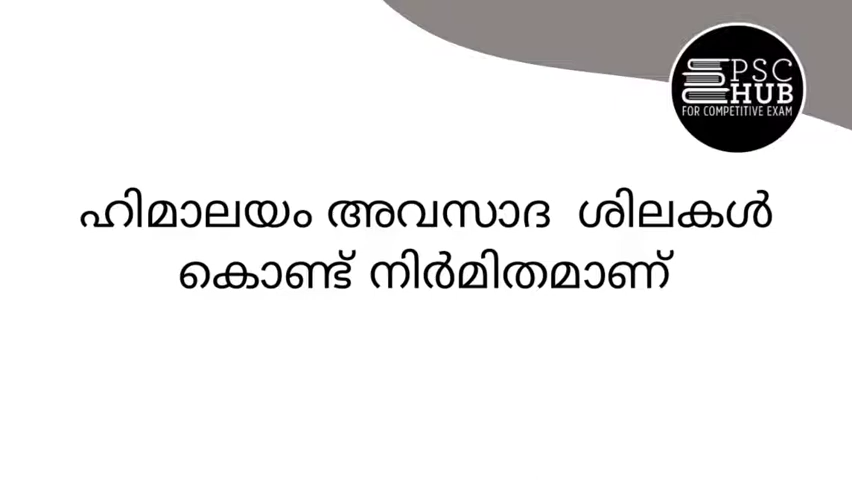 PSC
HUB
FOR COMPETITIVE EXAM
ഹിമാലയം അവസാദ ശിലകൾ
കൊണ്ട് നിർമിതമാണ്